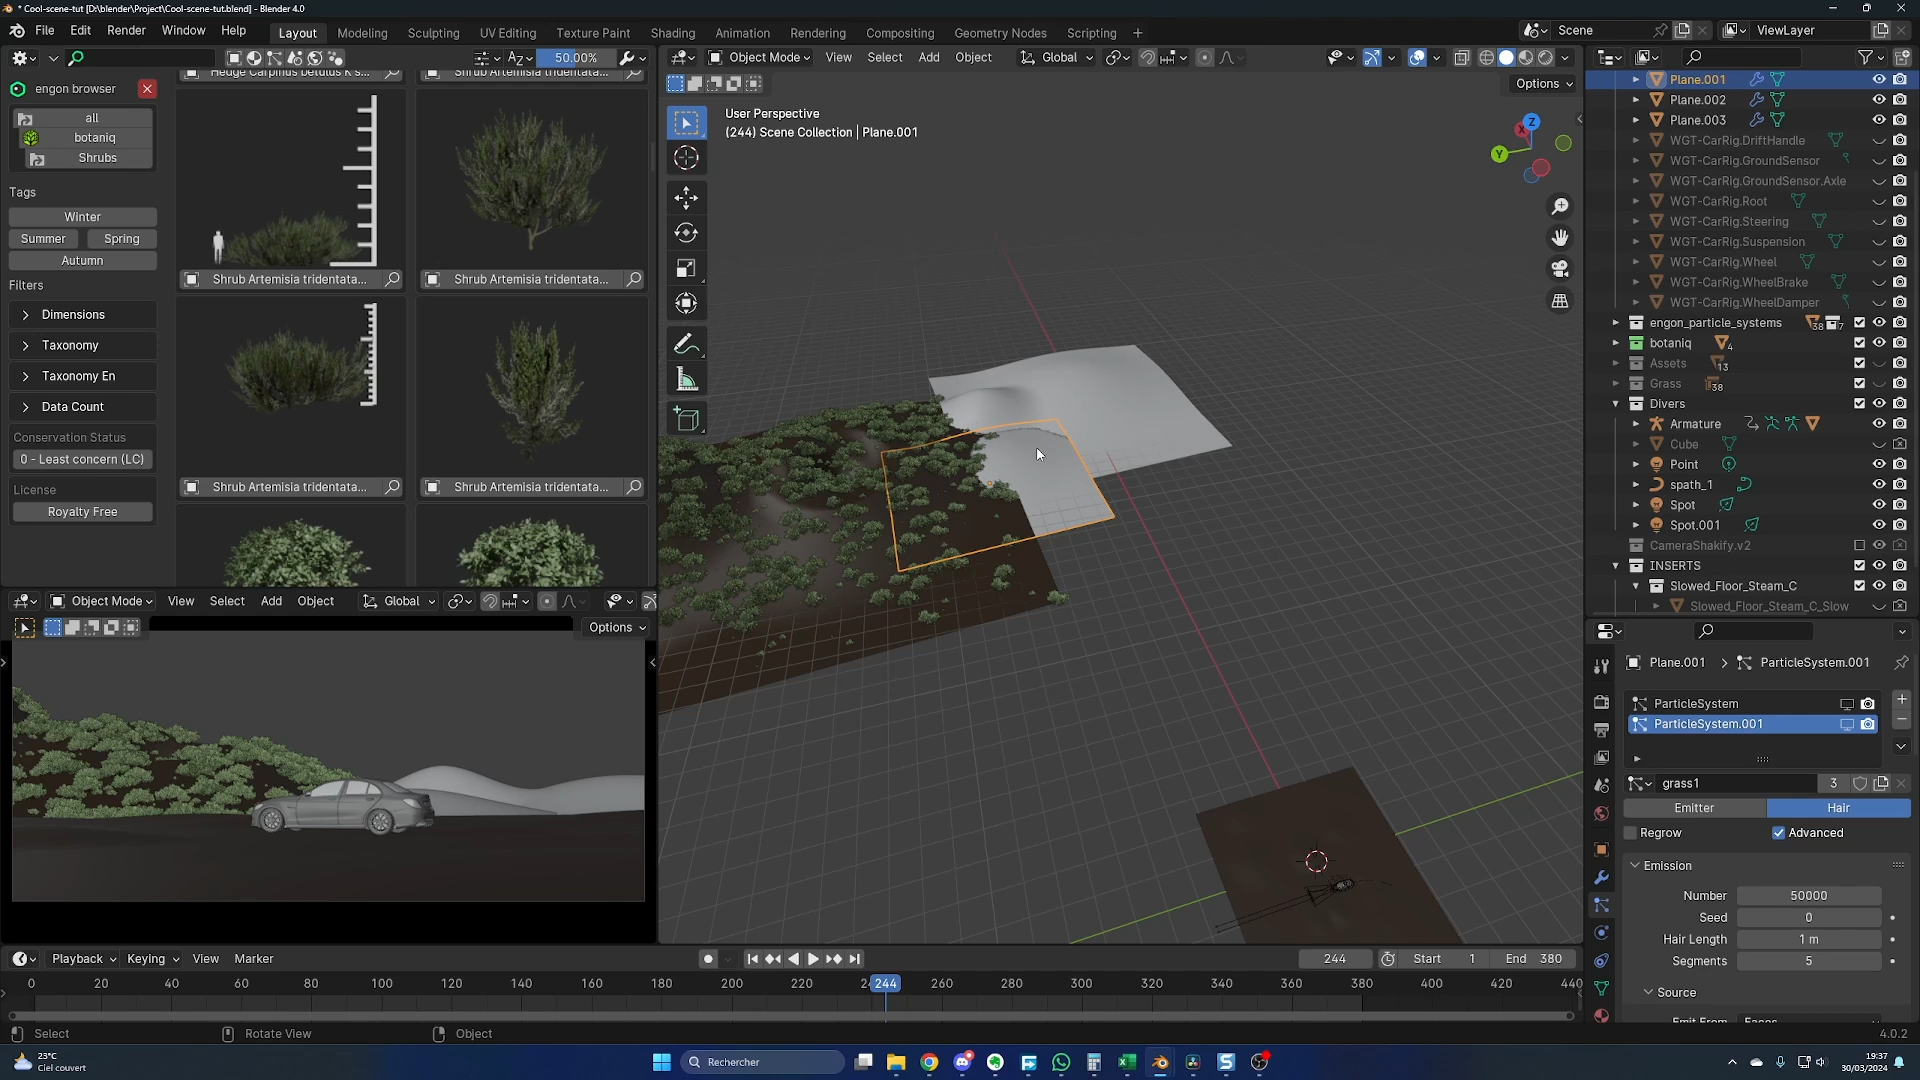 * Cool-scene-tut [D:\blender\Project\Cool-scene-tut.blend] - Blender 4.0
File Edit Render Window Help Layout Modeling Sculpting UV Editing Texture Paint Shading Animation Rendering Compositing Geometry Nodes Scripting +
Scene
ViewLayer
50.00%
Object Mode View Select Add Object Global
Options
engon browser
all
botaniq
Shrubs
Tags
Winter
Summer
Spring
Autumn
Filters
Dimensions
Taxonomy
Taxonomy En
Data Count
Conservation Status
0 - Least concern (LC)
License
Royalty Free
Shrub Artemisia tridentata...
Shrub Artemisia tridentata...
Shrub Artemisia tridentata...
Shrub Artemisia tridentata...
User Perspective
(244) Scene Collection | Plane.001
Z
X
Y
Plane.001
Plane.002
Plane.003
WGT-CarRig.DriftHandle
WGT-CarRig.GroundSensor
WGT-CarRig.GroundSensor.Axle
WGT-CarRig.Root
WGT-CarRig.Steering
WGT-CarRig.Suspension
WGT-CarRig.Wheel
WGT-CarRig.WheelBrake
WGT-CarRig.WheelDamper
engon_particle_systems 38 7
botaniq 4
Assets 13
Grass 38
Divers
Armature
Cube
Point
spath_1
Spot
Spot.001
CameraShakify.v2
INSERTS
Slowed_Floor_Steam_C
Slowed_Floor_Steam_C_Slow
Object Mode View Select Add Object Global
Options
Plane.001 > ParticleSystem.001
ParticleSystem
ParticleSystem.001
grass1 3
Emitter Hair
Regrow Advanced
Emission
Number 50000
Seed 0
Hair Length 1 m
Segments 5
Source
Playback Keying View Marker
244 Start 1 End 380
0 20 40 60 80 100 120 140 160 180 200 220 244 260 280 300 320 340 360 380 400 420 440
Select Rotate View Object
4.0.2
23°C
Ciel couvert
Rechercher
19:37
30/03/2024